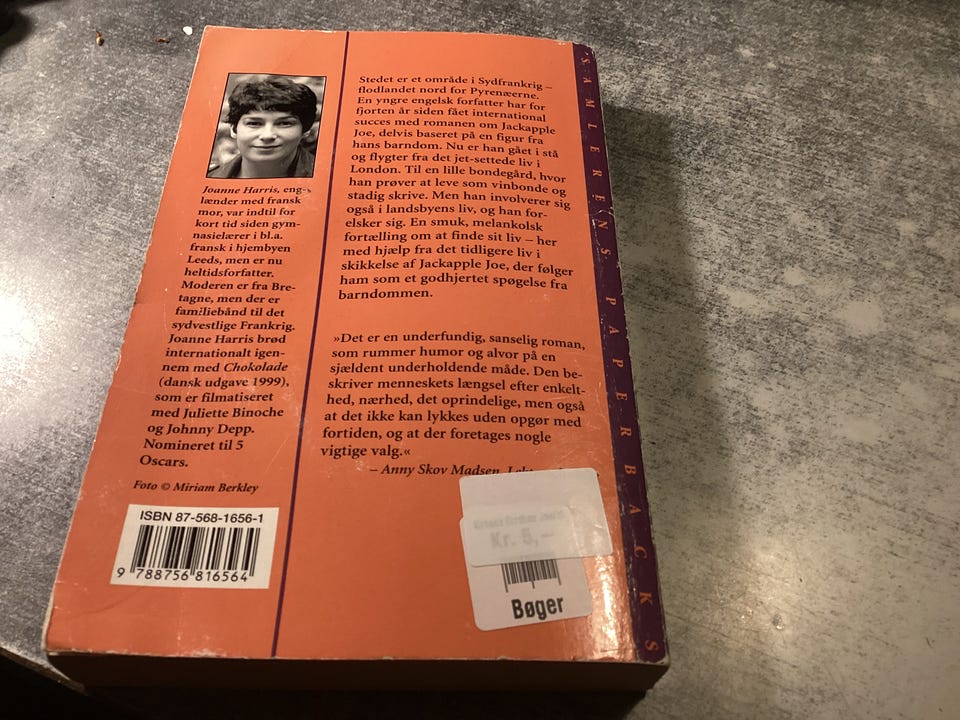 Joanne Harris, eng-
lænder med fransk
mor, var indtil for
kort tid siden gym-
nasielærer i bl.a.
fransk i hjembyen
Leeds, men er nu
heltidsforfatter.
Moderen er fra Bre-
tagne, men der er
familiebånd til det
sydvestlige Frankrig.
Joanne Harris brød
internationalt igen-
nem med Chokolade
(dansk udgave 1999),
som er filmatiseret
med Juliette Binoche
og Johnny Depp.
Nomineret til 5
Oscars.
Foto © Miriam Berkley
ISBN 87-568-1656-1
9 788756 816564
Stedet er et område i Sydfrankrig –
flodlandet nord for Pyrenæerne.
En yngre engelsk forfatter har for
fjorten år siden fået international
succes med romanen om Jackapple
Joe, delvis baseret på en figur fra
hans barndom. Nu er han gået i stå
og flygter fra det jet-settede liv i
London. Til en lille bondegård, hvor
han prøver at leve som vinbonde og
stadig skrive. Men han involverer sig
også i landsbyens liv, og han for-
elsker sig. En smuk, melankolsk
fortælling om at finde sit liv – her
med hjælp fra det tidligere liv i
skikkelse af Jackapple Joe, der følger
ham som et godhjertet spøgelse fra
barndommen.
»Det er en underfundig, sanselig roman,
som rummer humor og alvor på en
sjældent underholdende måde. Den be-
skriver menneskets længsel efter enkelt-
hed, nærhed, det oprindelige, men også
at det ikke kan lykkes uden opgør med
fortiden, og at der foretages nogle
vigtige valg.«
– Anny Skov Madsen,
Kr. 5,–
Bøger
SAMLERENS PAPERBACKS